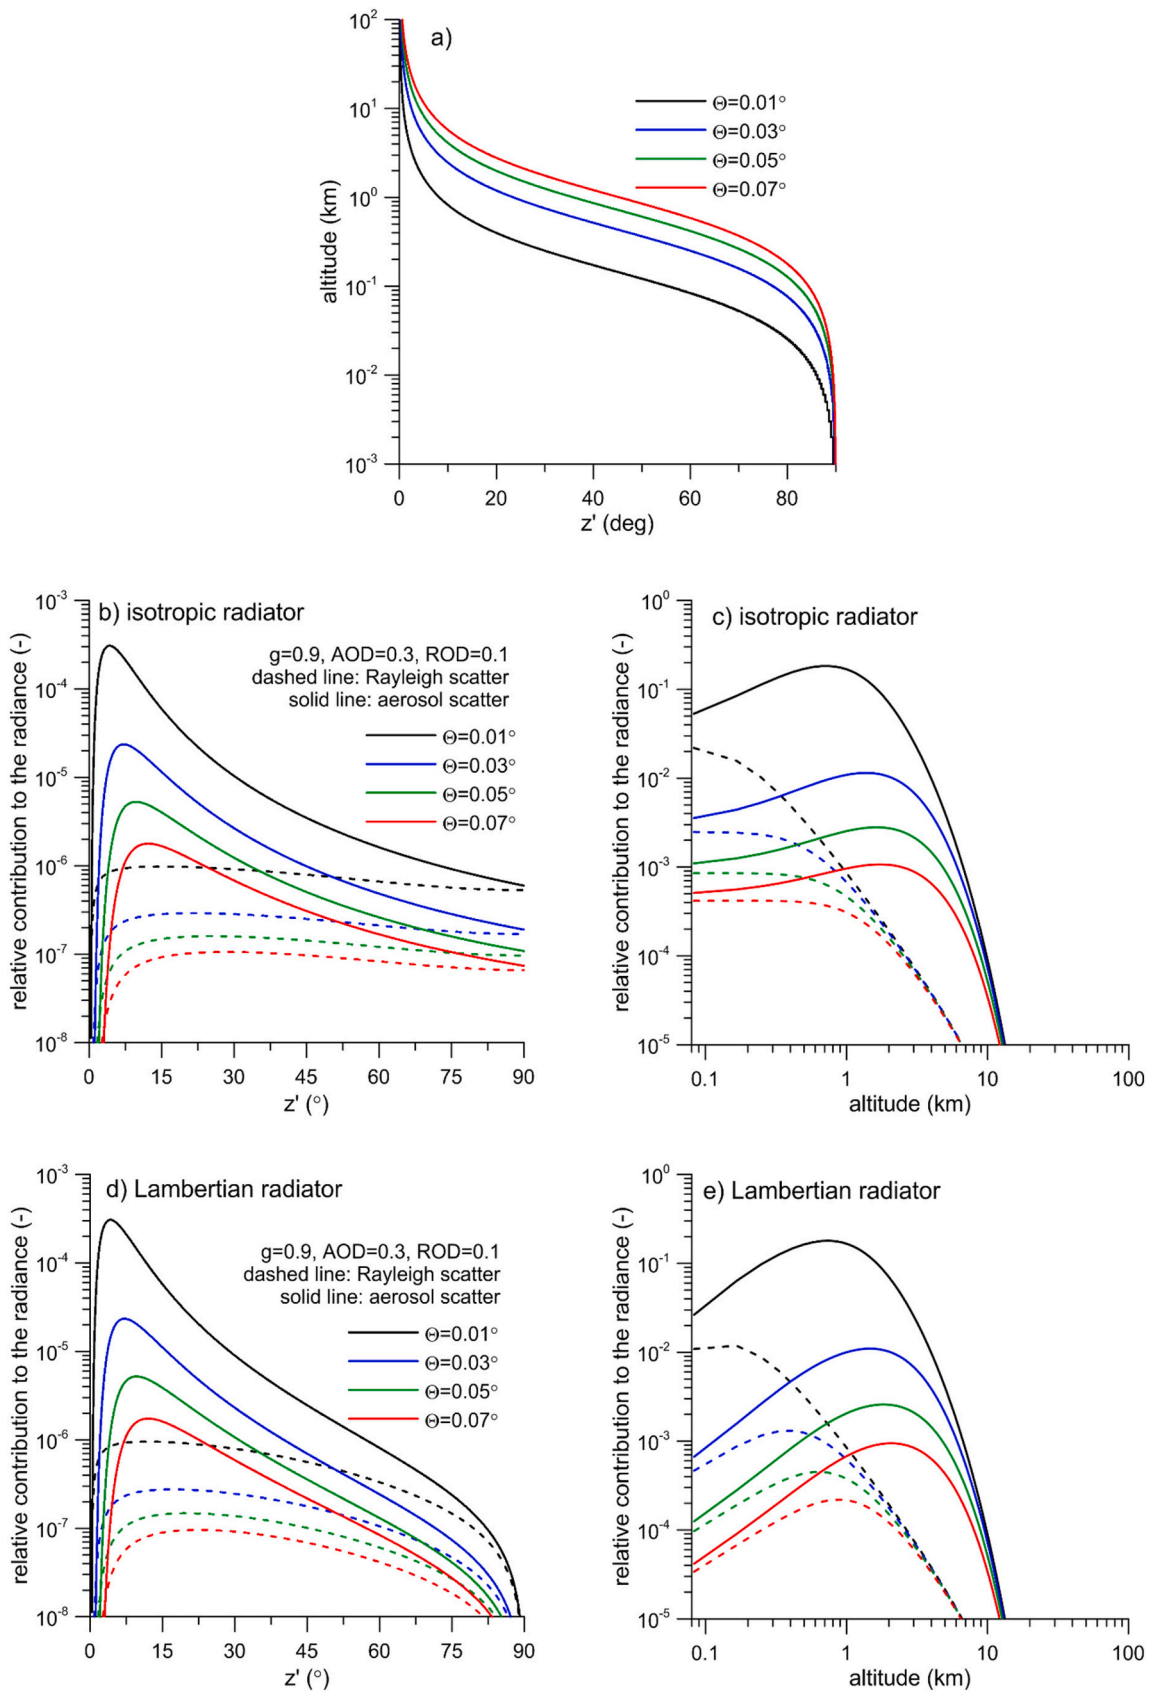 a)
10²
10¹
10⁰
10⁻¹
10⁻²
10⁻³
altitude (km)
Θ=0.01°
Θ=0.03°
Θ=0.05°
Θ=0.07°
0 20 40 60 80
z' (deg)
b) isotropic radiator
10⁻³
10⁻⁴
10⁻⁵
10⁻⁶
10⁻⁷
10⁻⁸
relative contribution to the radiance (-)
g=0.9, AOD=0.3, ROD=0.1
dashed line: Rayleigh scatter
solid line: aerosol scatter
Θ=0.01°
Θ=0.03°
Θ=0.05°
Θ=0.07°
0 15 30 45 60 75 90
z' (°)
c) isotropic radiator
10⁰
10⁻¹
10⁻²
10⁻³
10⁻⁴
10⁻⁵
relative contribution to the radiance (-)
0.1 1 10 100
altitude (km)
d) Lambertian radiator
10⁻³
10⁻⁴
10⁻⁵
10⁻⁶
10⁻⁷
10⁻⁸
relative contribution to the radiance (-)
g=0.9, AOD=0.3, ROD=0.1
dashed line: Rayleigh scatter
solid line: aerosol scatter
Θ=0.01°
Θ=0.03°
Θ=0.05°
Θ=0.07°
0 15 30 45 60 75 90
z' (°)
e) Lambertian radiator
10⁰
10⁻¹
10⁻²
10⁻³
10⁻⁴
10⁻⁵
relative contribution to the radiance (-)
0.1 1 10 100
altitude (km)